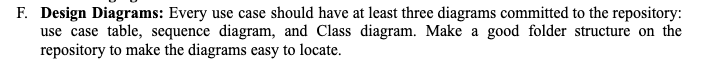 F. Design Diagrams: Every use case should have at least three diagrams committed to the repository:
use case table, sequence diagram, and Class diagram. Make a good folder structure on the
repository to make the diagrams easy to locate.